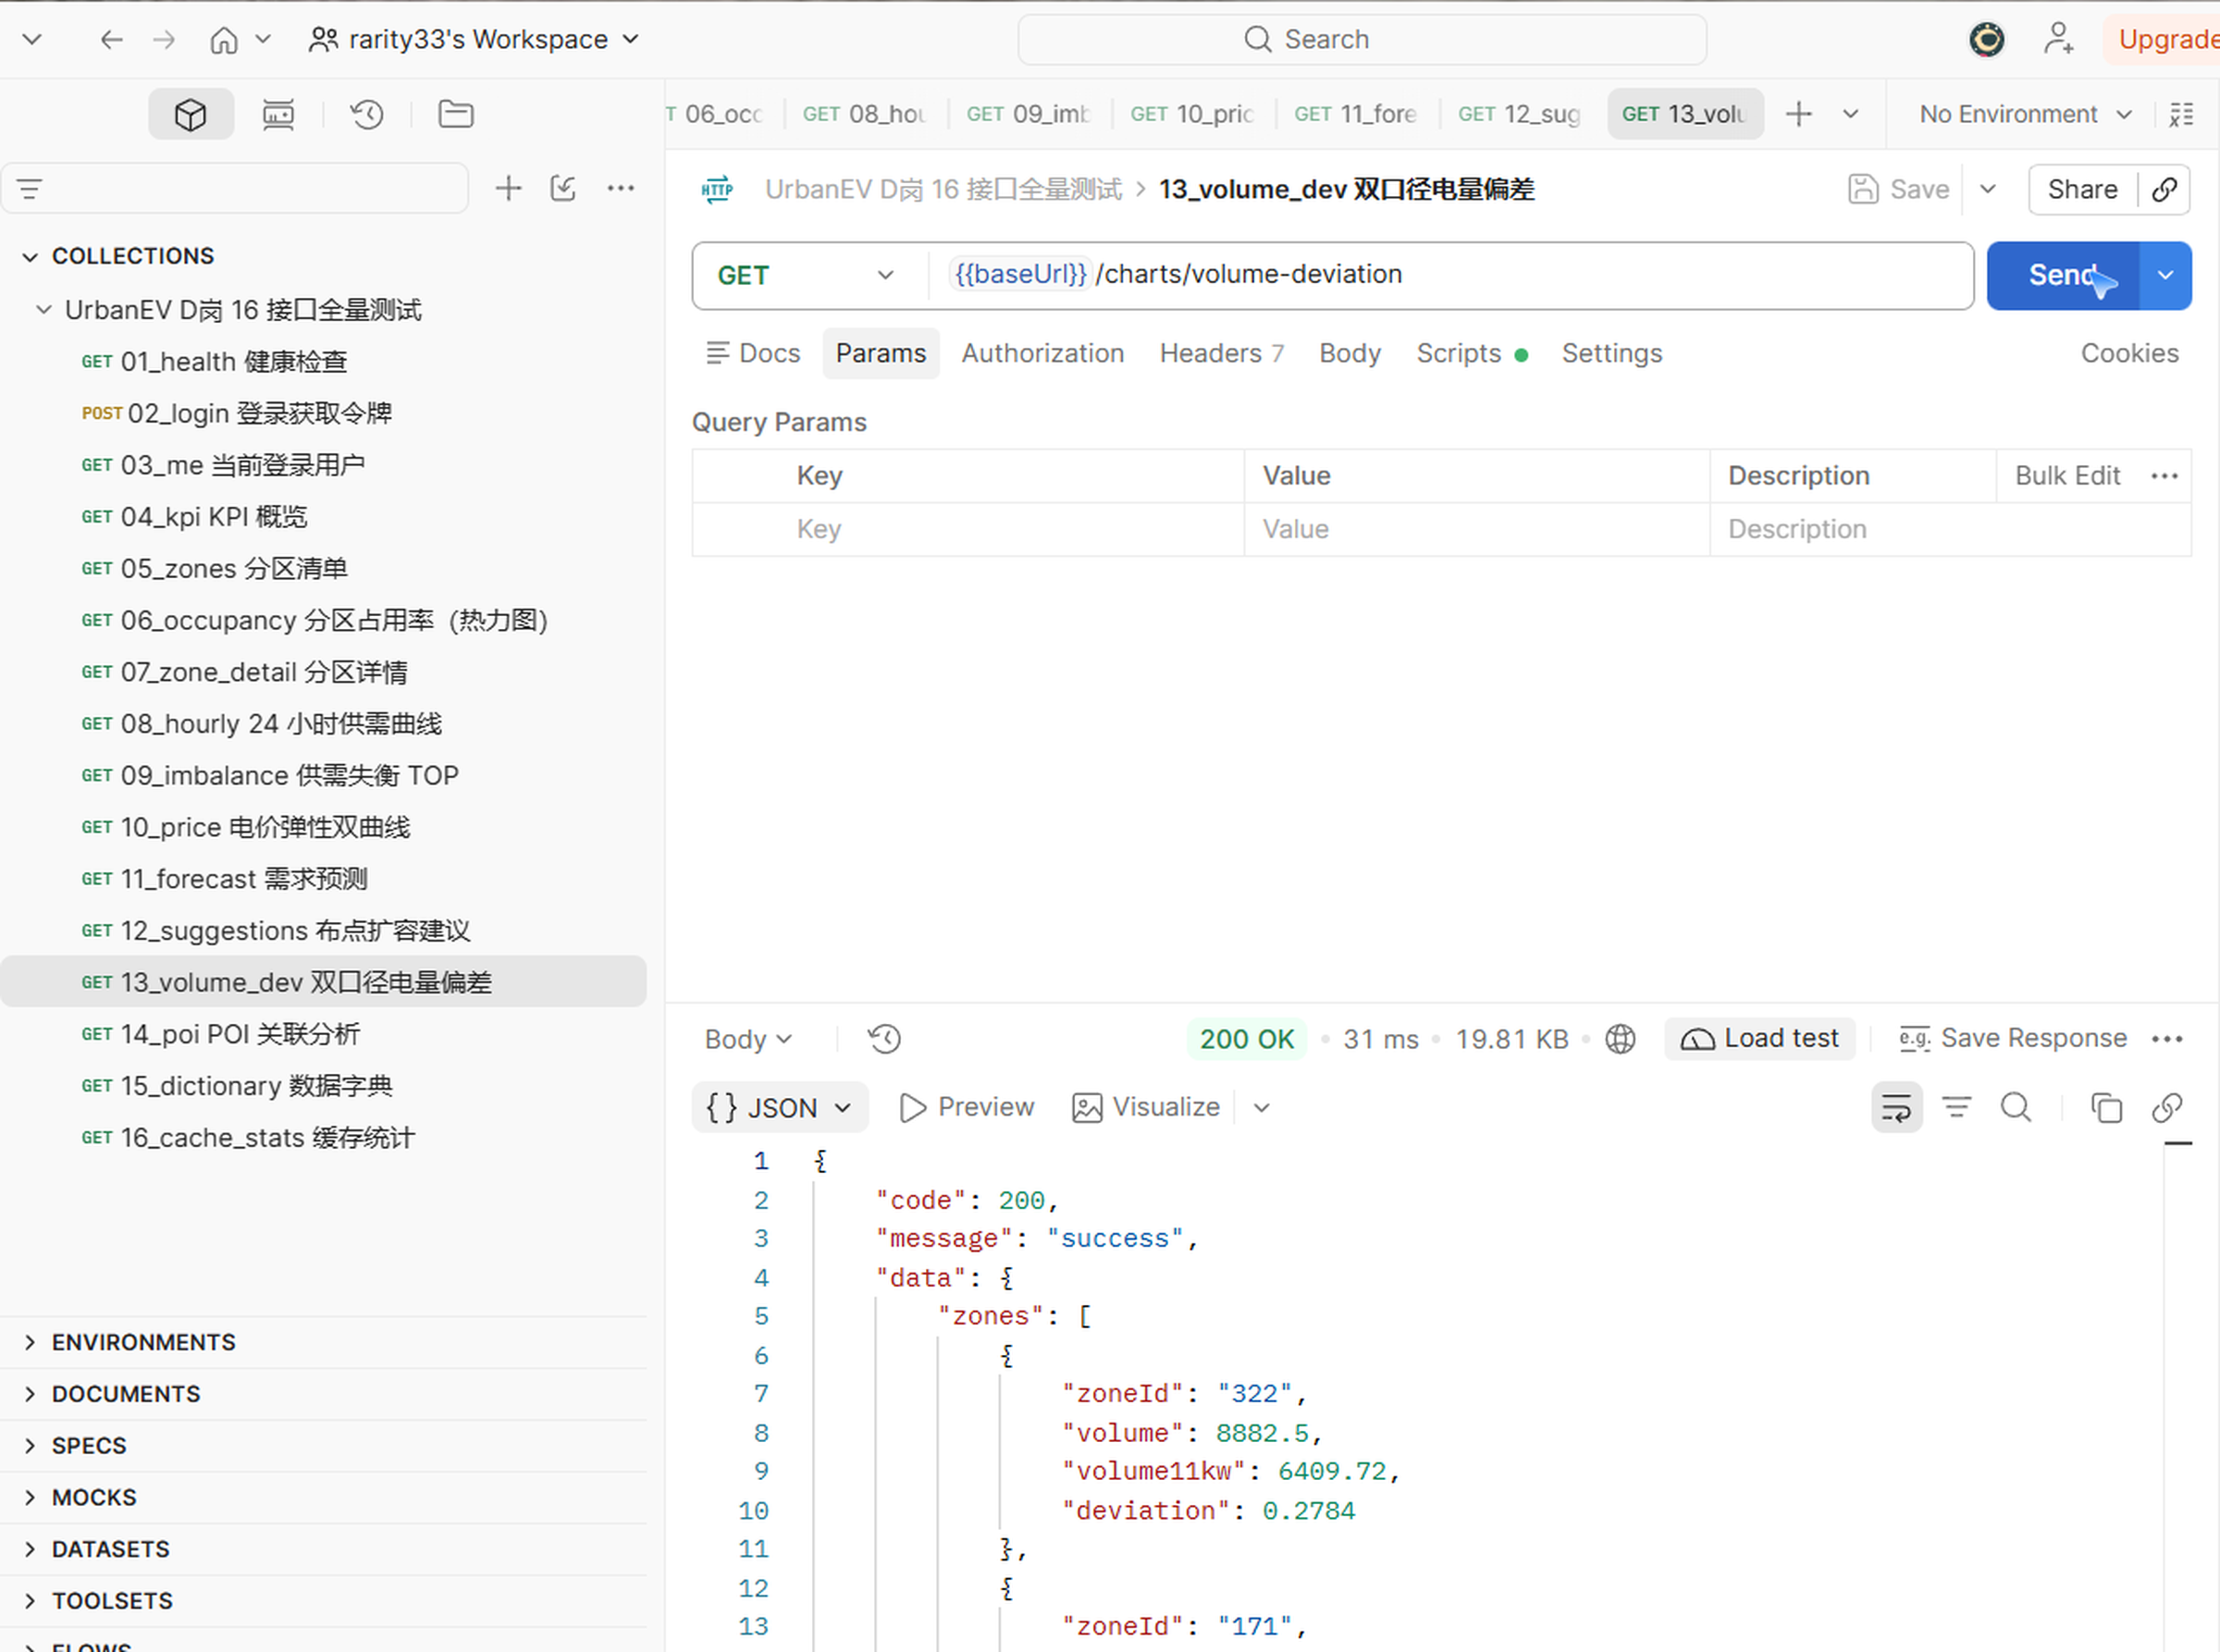 rarity33's Workspace
Search
Upgrade
06_occ
GET 08_hou
GET 09_imb
GET 10_pric
GET 11_fore
GET 12_sug
GET 13_volu
No Environment
HTTP
UrbanEV D岗 16 接口全量测试 > 13_volume_dev 双口径电量偏差
Save
Share
COLLECTIONS
UrbanEV D岗 16 接口全量测试
GET 01_health 健康检查
POST 02_login 登录获取令牌
GET 03_me 当前登录用户
GET 04_kpi KPI 概览
GET 05_zones 分区清单
GET 06_occupancy 分区占用率（热力图）
GET 07_zone_detail 分区详情
GET 08_hourly 24 小时供需曲线
GET 09_imbalance 供需失衡 TOP
GET 10_price 电价弹性双曲线
GET 11_forecast 需求预测
GET 12_suggestions 布点扩容建议
GET 13_volume_dev 双口径电量偏差
GET 14_poi POI 关联分析
GET 15_dictionary 数据字典
GET 16_cache_stats 缓存统计
ENVIRONMENTS
DOCUMENTS
SPECS
MOCKS
DATASETS
TOOLSETS
FLOWS
GET
{{baseUrl}}/charts/volume-deviation
Send
Docs
Params
Authorization
Headers 7
Body
Scripts
Settings
Cookies
Query Params
Key Value Description Bulk Edit
Key Value Description
Body
200 OK
31 ms
19.81 KB
Load test
e.g. Save Response
{ } JSON
Preview
Visualize
1 {
2 "code": 200,
3 "message": "success",
4 "data": {
5 "zones": [
6 {
7 "zoneId": "322",
8 "volume": 8882.5,
9 "volume11kw": 6409.72,
10 "deviation": 0.2784
11 },
12 {
13 "zoneId": "171",